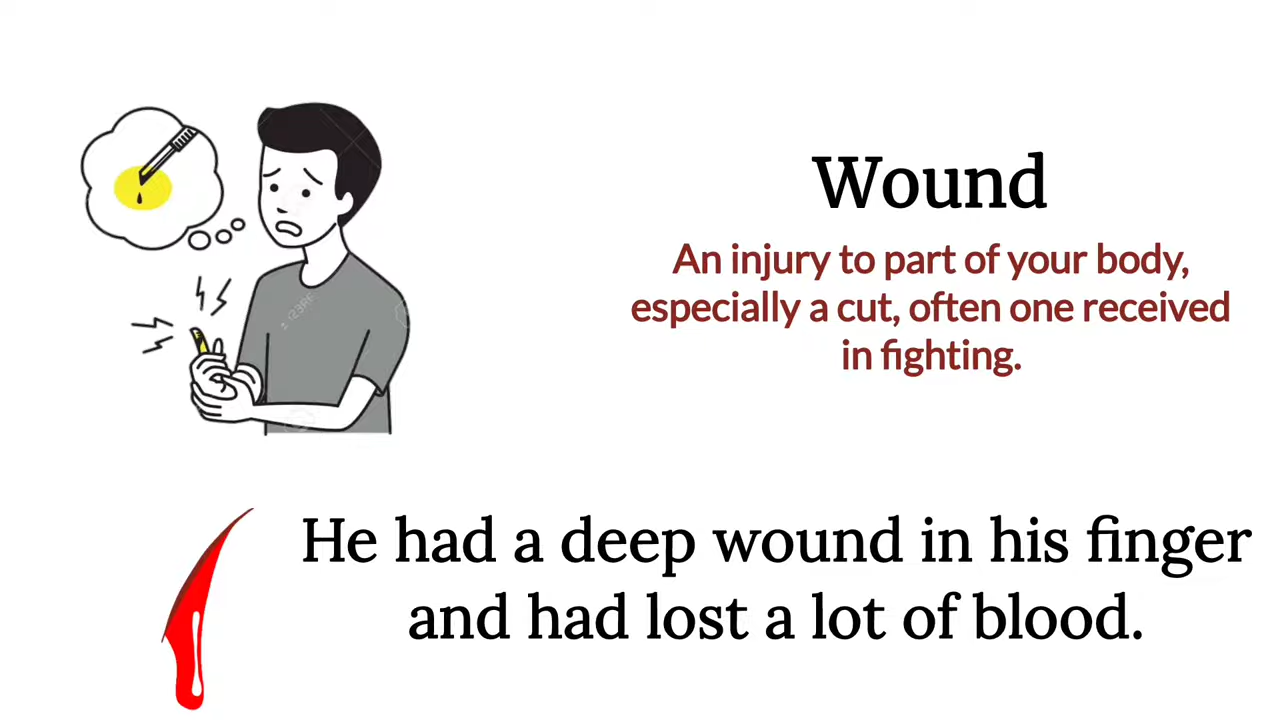 Wound
An injury to part of your body,
especially a cut, often one received
in fighting.
He had a deep wound in his finger
and had lost a lot of blood.